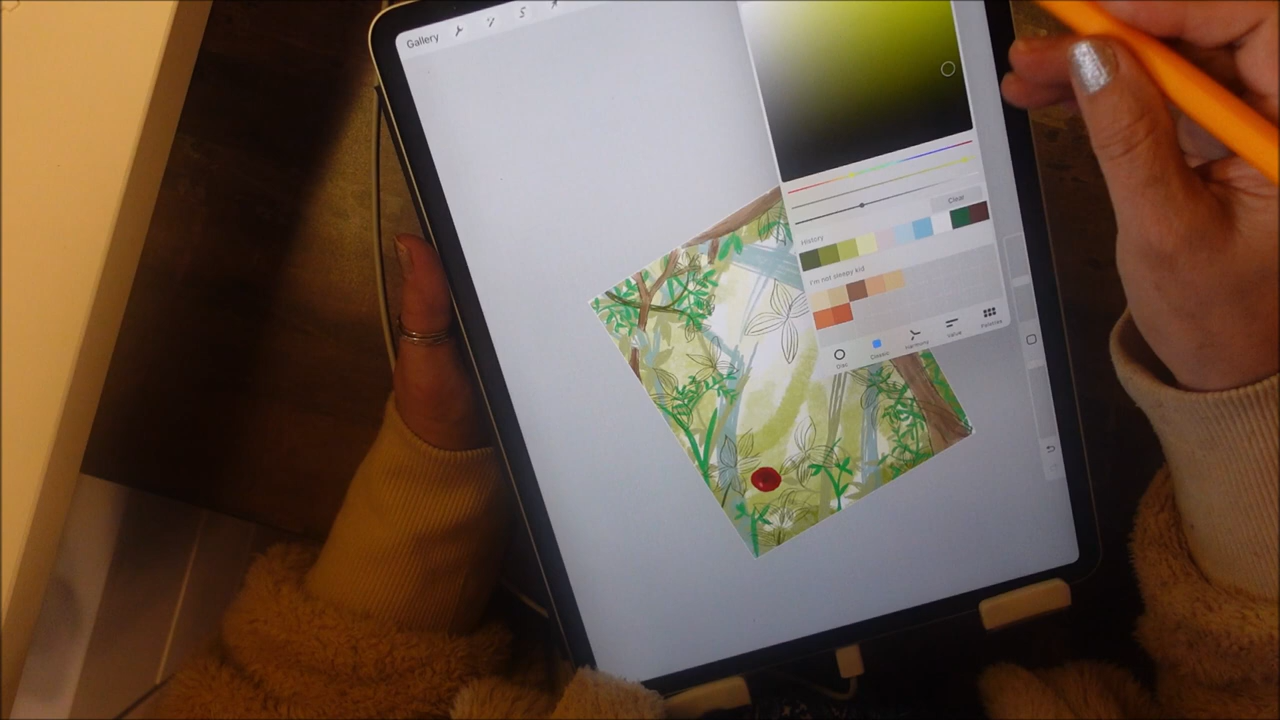 Gallery
S
Clear
History
I'm not sleepy kid
Disc
Classic
Harmony
Value
Palettes